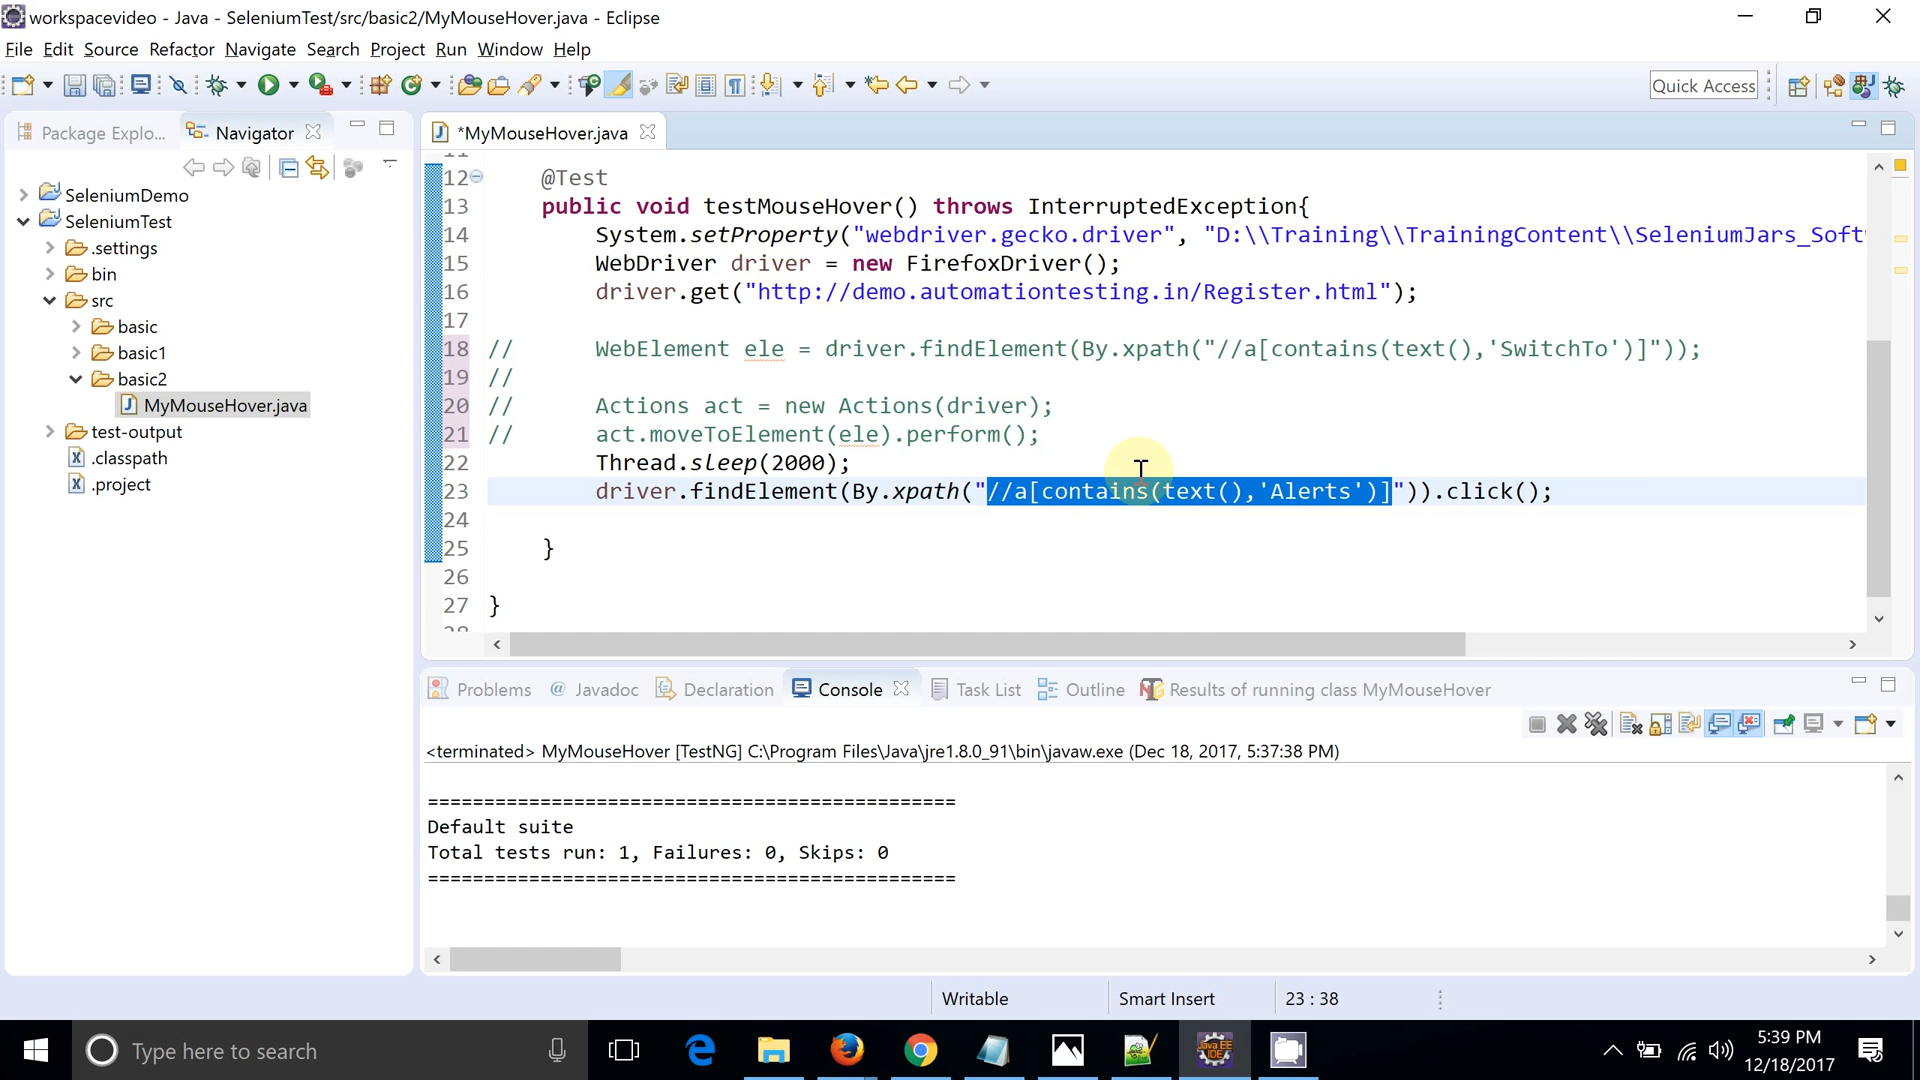 workspacevideo - Java - SeleniumTest/src/basic2/MyMouseHover.java - Eclipse
File Edit Source Refactor Navigate Search Project Run Window Help
Quick Access
Package Explo... Navigator
*MyMouseHover.java
SeleniumDemo
SeleniumTest
.settings
bin
src
basic
basic1
basic2
MyMouseHover.java
test-output
.classpath
.project
12 @Test
13 public void testMouseHover() throws InterruptedException{
14 System.setProperty("webdriver.gecko.driver", "D:\\Training\\TrainingContent\\SeleniumJars_Soft
15 WebDriver driver = new FirefoxDriver();
16 driver.get("http://demo.automationtesting.in/Register.html");
17
18 // WebElement ele = driver.findElement(By.xpath("//a[contains(text(),'SwitchTo')]"));
19 //
20 // Actions act = new Actions(driver);
21 // act.moveToElement(ele).perform();
22 Thread.sleep(2000);
23 driver.findElement(By.xpath("//a[contains(text(),'Alerts')]")).click();
24
25 }
26
27 }
Problems @ Javadoc Declaration Console Task List Outline Results of running class MyMouseHover
<terminated> MyMouseHover [TestNG] C:\Program Files\Java\jre1.8.0_91\bin\javaw.exe (Dec 18, 2017, 5:37:38 PM)
===============================================
Default suite
Total tests run: 1, Failures: 0, Skips: 0
===============================================
Writable Smart Insert 23 : 38
Type here to search
Java EE
IDE
5:39 PM
12/18/2017